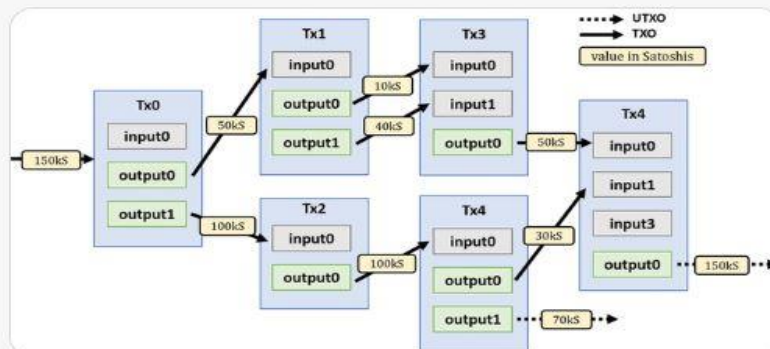 UTXO
TXO
value in Satoshis
Tx0
input0
output0
output1
150kS
50kS
100kS
Tx1
input0
output0
output1
10kS
40kS
Tx3
input0
input1
output0
50kS
Tx2
input0
output0
100kS
Tx4
input0
output0
output1
30kS
70kS
Tx4
input0
input1
input3
output0
150kS